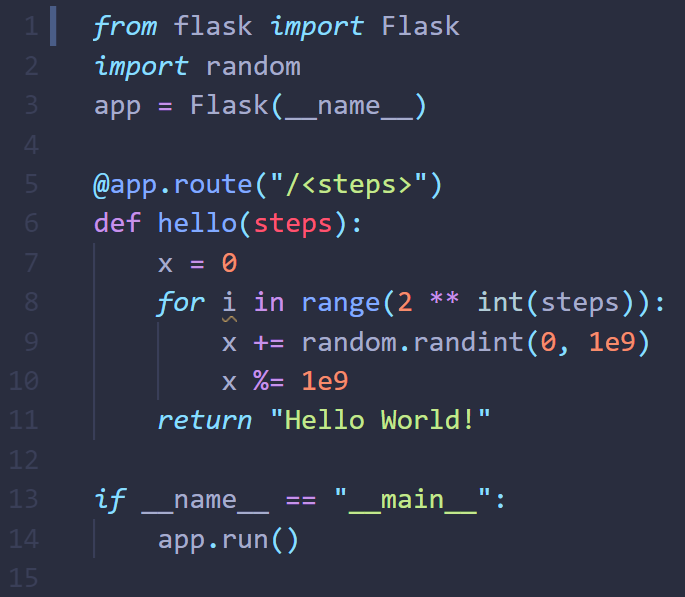 1 from flask import Flask
2 import random
3 app = Flask(__name__)
4
5 @app.route("/<steps>")
6 def hello(steps):
7     x = 0
8     for i in range(2 ** int(steps)):
9         x += random.randint(0, 1e9)
10         x %= 1e9
11     return "Hello World!"
12
13 if __name__ == "__main__":
14     app.run()
15